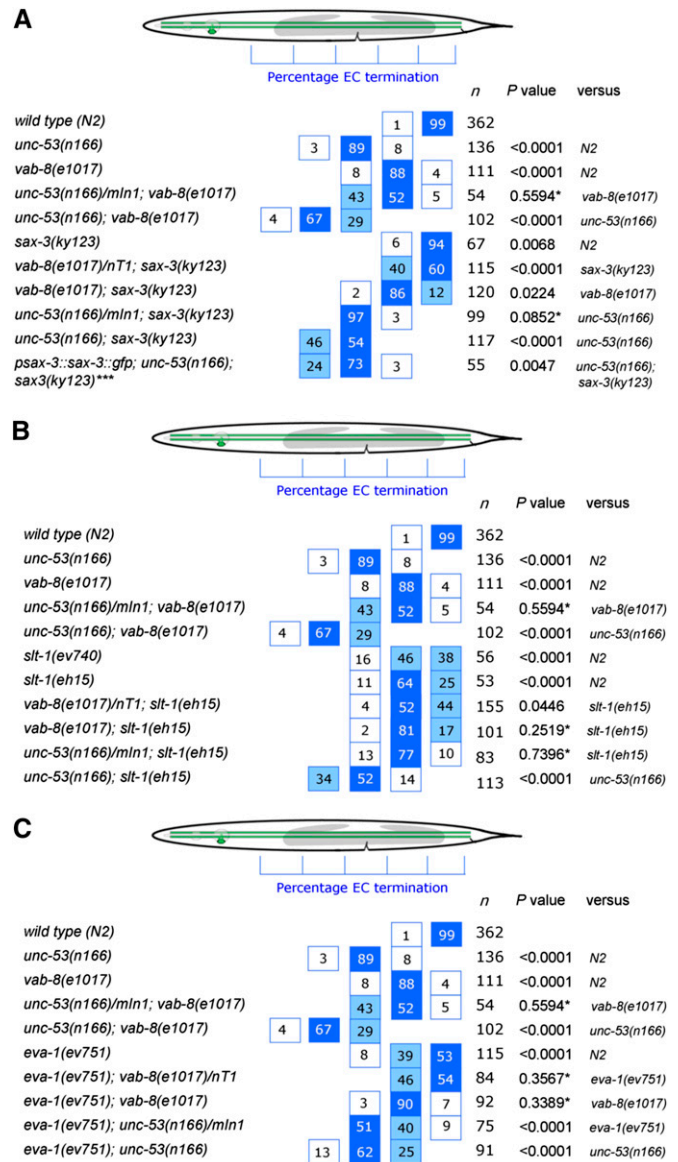 A
Percentage EC termination
n P value versus
wild type (N2) 1 99 362
unc-53(n166) 3 89 8 136 <0.0001 N2
vab-8(e1017) 8 88 4 111 <0.0001 N2
unc-53(n166)/mIn1; vab-8(e1017) 43 52 5 54 0.5594* vab-8(e1017)
unc-53(n166); vab-8(e1017) 4 67 29 102 <0.0001 unc-53(n166)
sax-3(ky123) 6 94 67 0.0068 N2
vab-8(e1017)/nT1; sax-3(ky123) 40 60 115 <0.0001 sax-3(ky123)
vab-8(e1017); sax-3(ky123) 2 86 12 120 0.0224 vab-8(e1017)
unc-53(n166)/mIn1; sax-3(ky123) 97 3 99 0.0852* unc-53(n166)
unc-53(n166); sax-3(ky123) 46 54 117 <0.0001 unc-53(n166)
psax-3::sax-3::gfp; unc-53(n166); 24 73 3 55 0.0047 unc-53(n166);
sax3(ky123)*** sax-3(ky123)
B
Percentage EC termination
n P value versus
wild type (N2) 1 99 362
unc-53(n166) 3 89 8 136 <0.0001 N2
vab-8(e1017) 8 88 4 111 <0.0001 N2
unc-53(n166)/mIn1; vab-8(e1017) 43 52 5 54 0.5594* vab-8(e1017)
unc-53(n166); vab-8(e1017) 4 67 29 102 <0.0001 unc-53(n166)
slt-1(ev740) 16 46 38 56 <0.0001 N2
slt-1(eh15) 11 64 25 53 <0.0001 N2
vab-8(e1017)/nT1; slt-1(eh15) 4 52 44 155 0.0446 slt-1(eh15)
vab-8(e1017); slt-1(eh15) 2 81 17 101 0.2519* slt-1(eh15)
unc-53(n166)/mIn1; slt-1(eh15) 13 77 10 83 0.7396* slt-1(eh15)
unc-53(n166); slt-1(eh15) 34 52 14 113 <0.0001 unc-53(n166)
C
Percentage EC termination
n P value versus
wild type (N2) 1 99 362
unc-53(n166) 3 89 8 136 <0.0001 N2
vab-8(e1017) 8 88 4 111 <0.0001 N2
unc-53(n166)/mIn1; vab-8(e1017) 43 52 5 54 0.5594* vab-8(e1017)
unc-53(n166); vab-8(e1017) 4 67 29 102 <0.0001 unc-53(n166)
eva-1(ev751) 8 39 53 115 <0.0001 N2
eva-1(ev751); vab-8(e1017)/nT1 46 54 84 0.3567* eva-1(ev751)
eva-1(ev751); vab-8(e1017) 3 90 7 92 0.3389* vab-8(e1017)
eva-1(ev751); unc-53(n166)/mIn1 51 40 9 75 <0.0001 eva-1(ev751)
eva-1(ev751); unc-53(n166) 13 62 25 91 <0.0001 unc-53(n166)